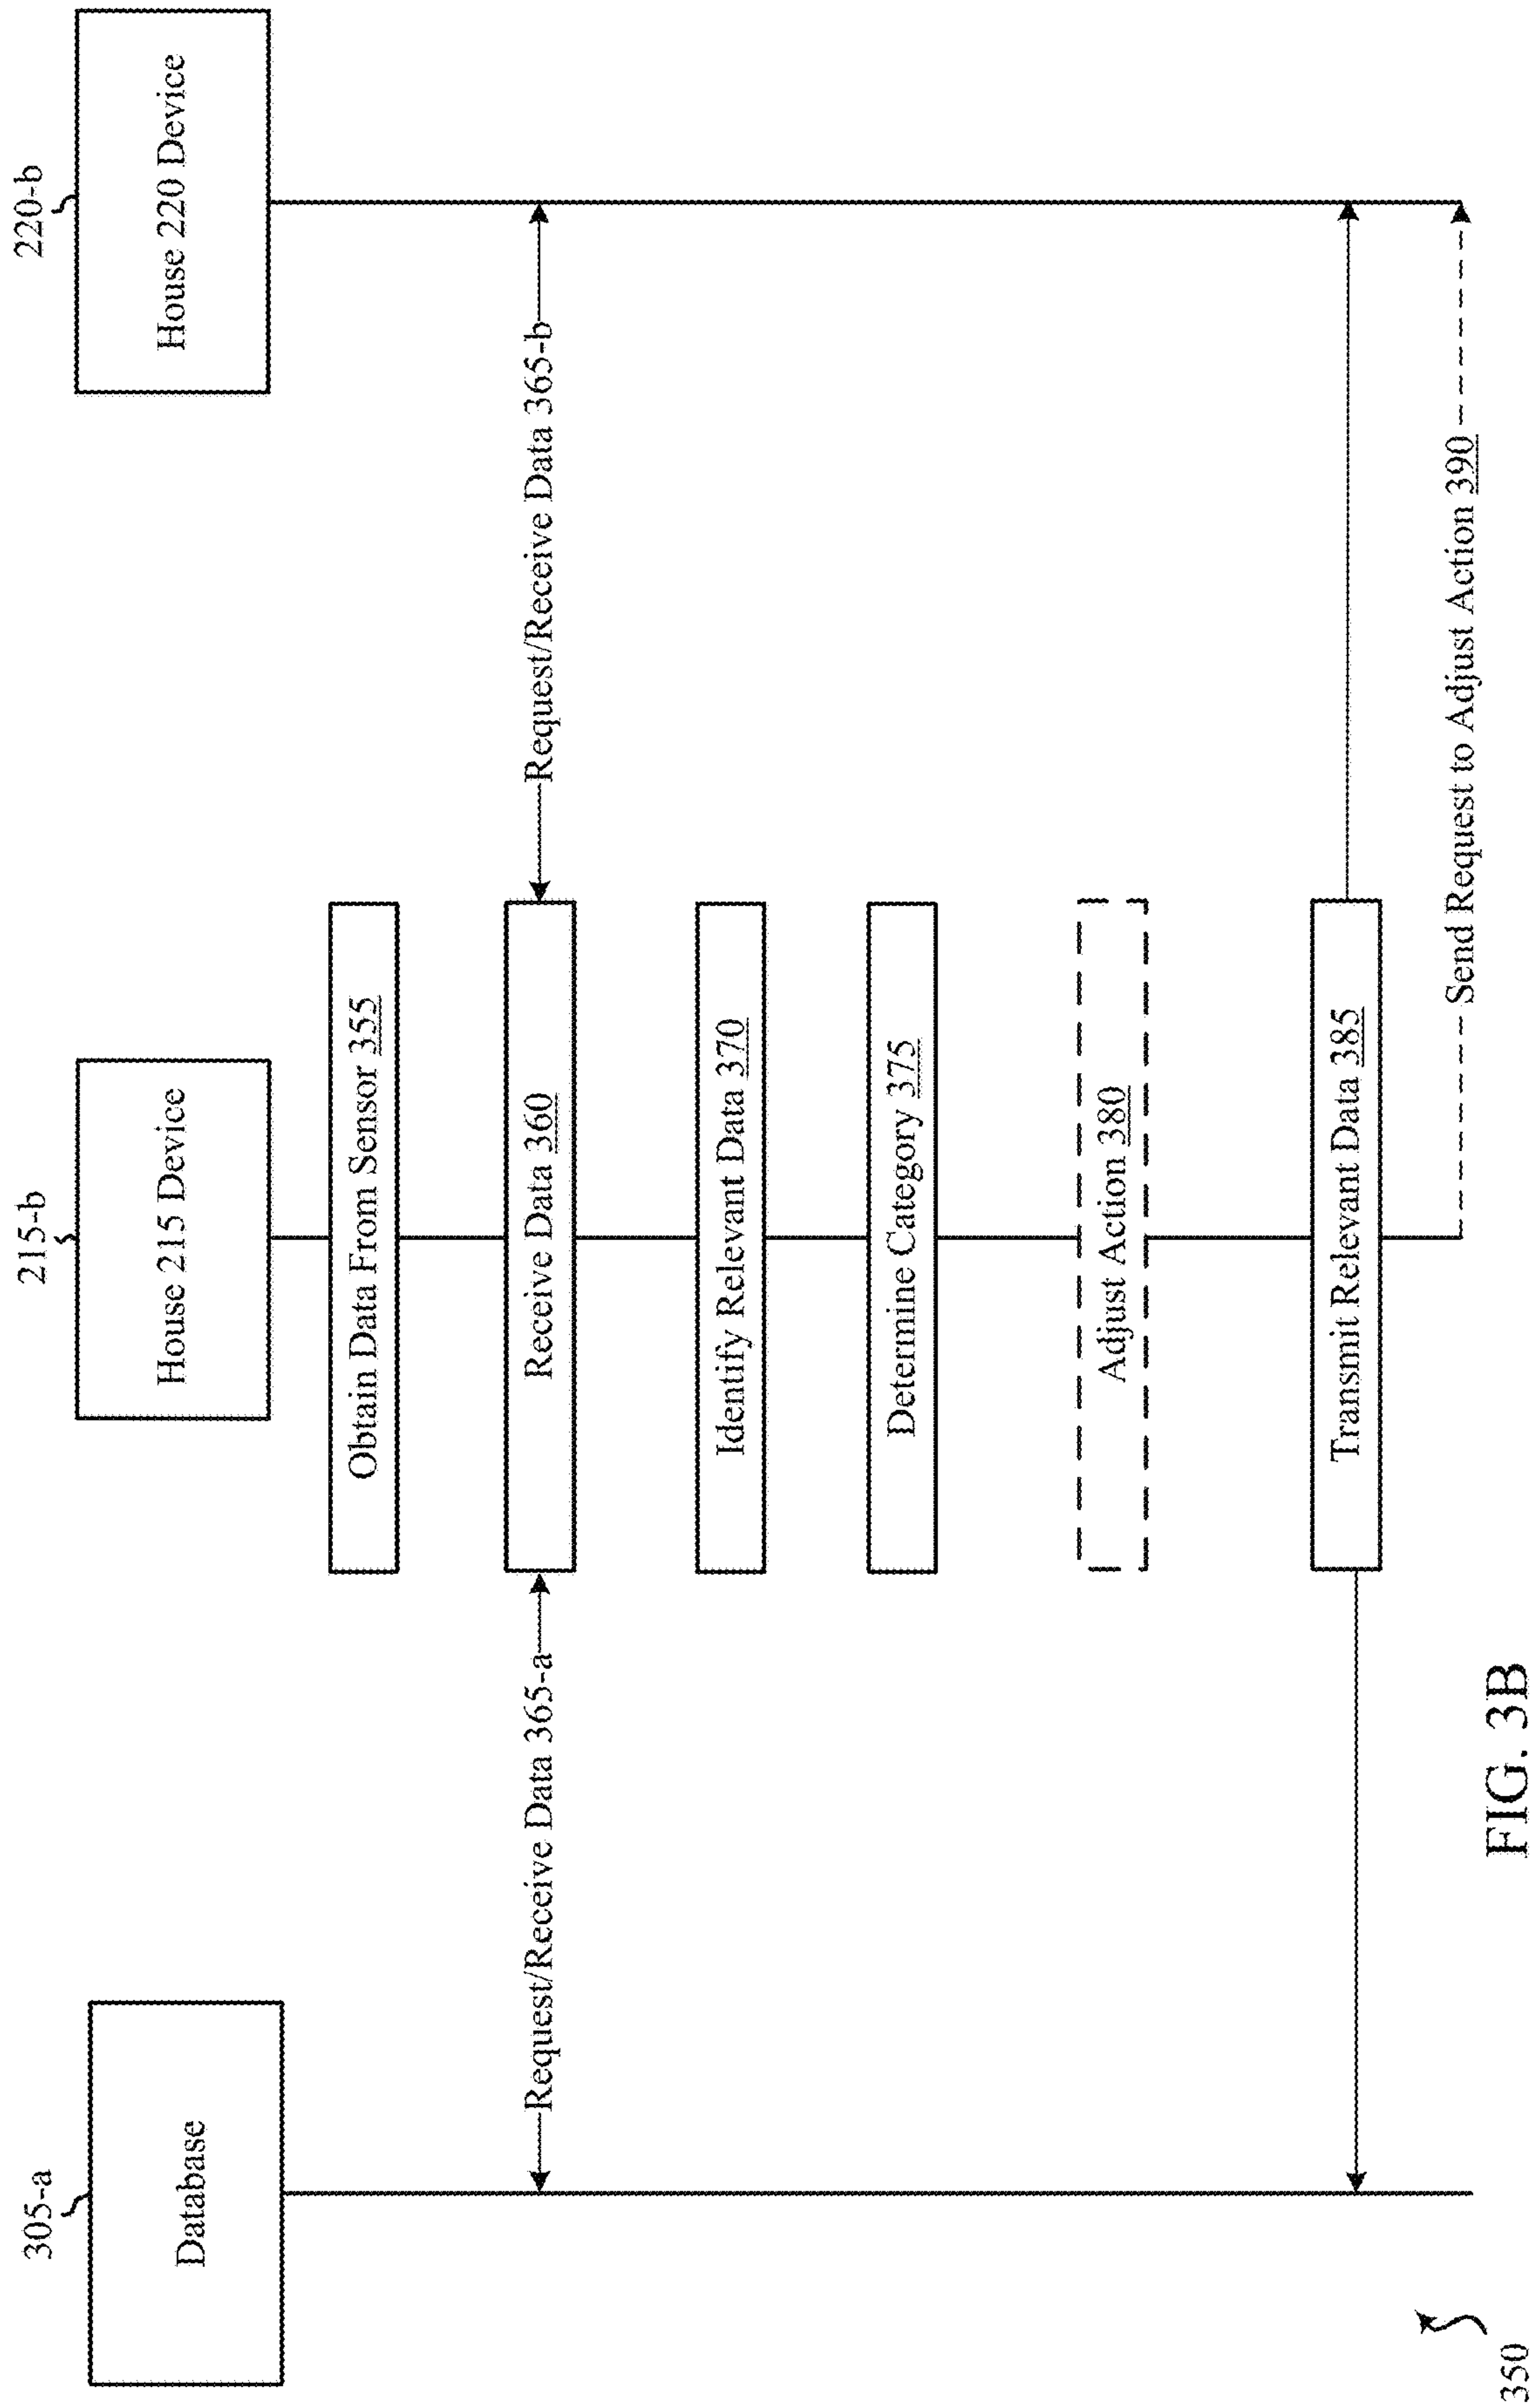 305-a
215-b
220-b
Database
House 215 Device
House 220 Device
Obtain Data From Sensor 355
Request/Receive Data 365-a
Receive Data 360
Request/Receive Data 365-b
Identify Relevant Data 370
Determine Category 375
Adjust Action 380
Transmit Relevant Data 385
Send Request to Adjust Action 390
350
FIG. 3B